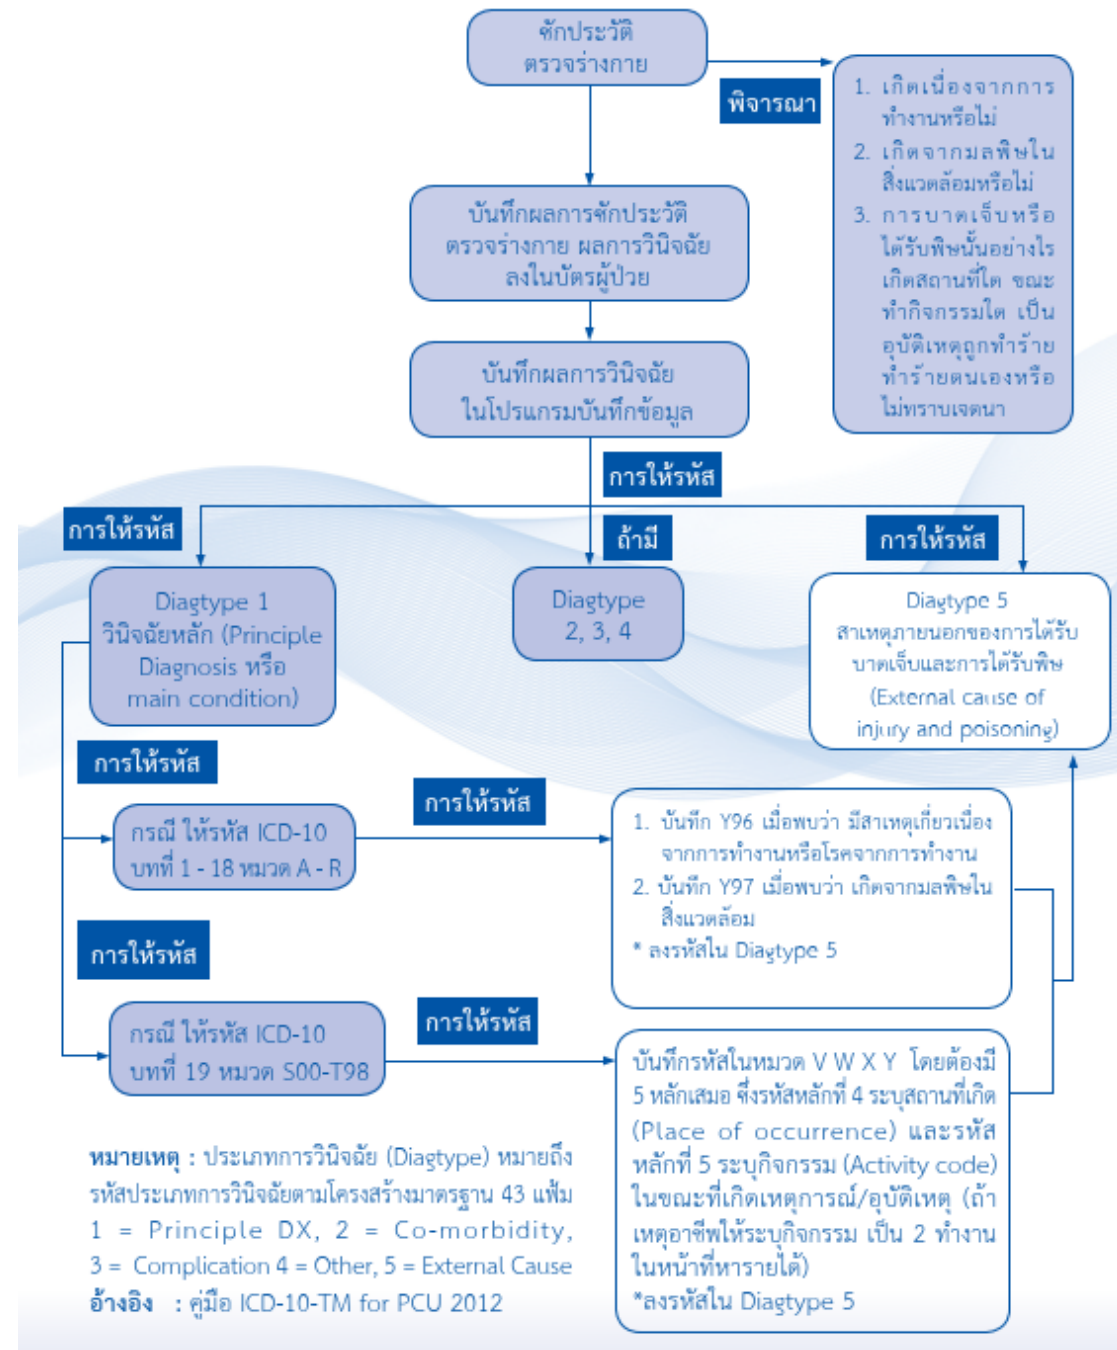 ซักประวัติ
ตรวจร่างกาย
พิจารณา
1. เกิดเนื่องจากการ
ทำงานหรือไม่
2. เกิดจากมลพิษใน
สิ่งแวดล้อมหรือไม่
3. การบาดเจ็บหรือ
ได้รับพิษนั้นอย่างไร
เกิดสถานที่ใด ขณะ
ทำกิจกรรมใด เป็น
อุบัติเหตุถูกทำร้าย
ทำร้ายตนเองหรือ
ไม่ทราบเจตนา
บันทึกผลการซักประวัติ
ตรวจร่างกาย ผลการวินิจฉัย
ลงในบัตรผู้ป่วย
บันทึกผลการวินิจฉัย
ในโปรแกรมบันทึกข้อมูล
การให้รหัส
การให้รหัส
ถ้ามี
การให้รหัส
Diagtype 1
วินิจฉัยหลัก (Principle
Diagnosis หรือ
main condition)
Diagtype
2, 3, 4
Diagtype 5
สาเหตุภายนอกของการได้รับ
บาดเจ็บและการได้รับพิษ
(External cause of
injury and poisoning)
การให้รหัส
กรณี ให้รหัส ICD-10
บทที่ 1 - 18 หมวด A - R
การให้รหัส
1. บันทึก Y96 เมื่อพบว่า มีสาเหตุเกี่ยวเนื่อง
จากการทำงานหรือโรคจากการทำงาน
2. บันทึก Y97 เมื่อพบว่า เกิดจากมลพิษใน
สิ่งแวดล้อม
* ลงรหัสใน Diagtype 5
การให้รหัส
กรณี ให้รหัส ICD-10
บทที่ 19 หมวด S00-T98
การให้รหัส
บันทึกรหัสในหมวด V W X Y โดยต้องมี
5 หลักเสมอ ซึ่งรหัสหลักที่ 4 ระบุสถานที่เกิด
(Place of occurrence) และรหัส
หลักที่ 5 ระบุกิจกรรม (Activity code)
ในขณะที่เกิดเหตุการณ์/อุบัติเหตุ (ถ้า
เหตุอาชีพให้ระบุกิจกรรม เป็น 2 ทำงาน
ในหน้าที่หารายได้)
*ลงรหัสใน Diagtype 5
หมายเหตุ : ประเภทการวินิจฉัย (Diagtype) หมายถึง
รหัสประเภทการวินิจฉัยตามโครงสร้างมาตรฐาน 43 แฟ้ม
1 = Principle DX, 2 = Co-morbidity,
3 = Complication 4 = Other, 5 = External Cause
อ้างอิง : คู่มือ ICD-10-TM for PCU 2012